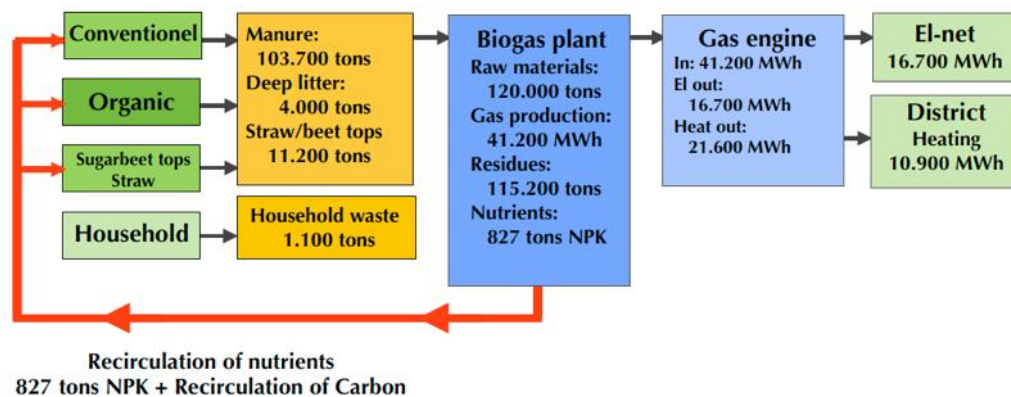 Conventionel
Organic
Sugarbeet tops
Straw
Household
Manure:
103.700 tons
Deep litter:
4.000 tons
Straw/beet tops
11.200 tons
Household waste
1.100 tons
Biogas plant
Raw materials:
120.000 tons
Gas production:
41.200 MWh
Residues:
115.200 tons
Nutrients:
827 tons NPK
Gas engine
In: 41.200 MWh
El out:
16.700 MWh
Heat out:
21.600 MWh
El-net
16.700 MWh
District
Heating
10.900 MWh
Recirculation of nutrients
827 tons NPK + Recirculation of Carbon